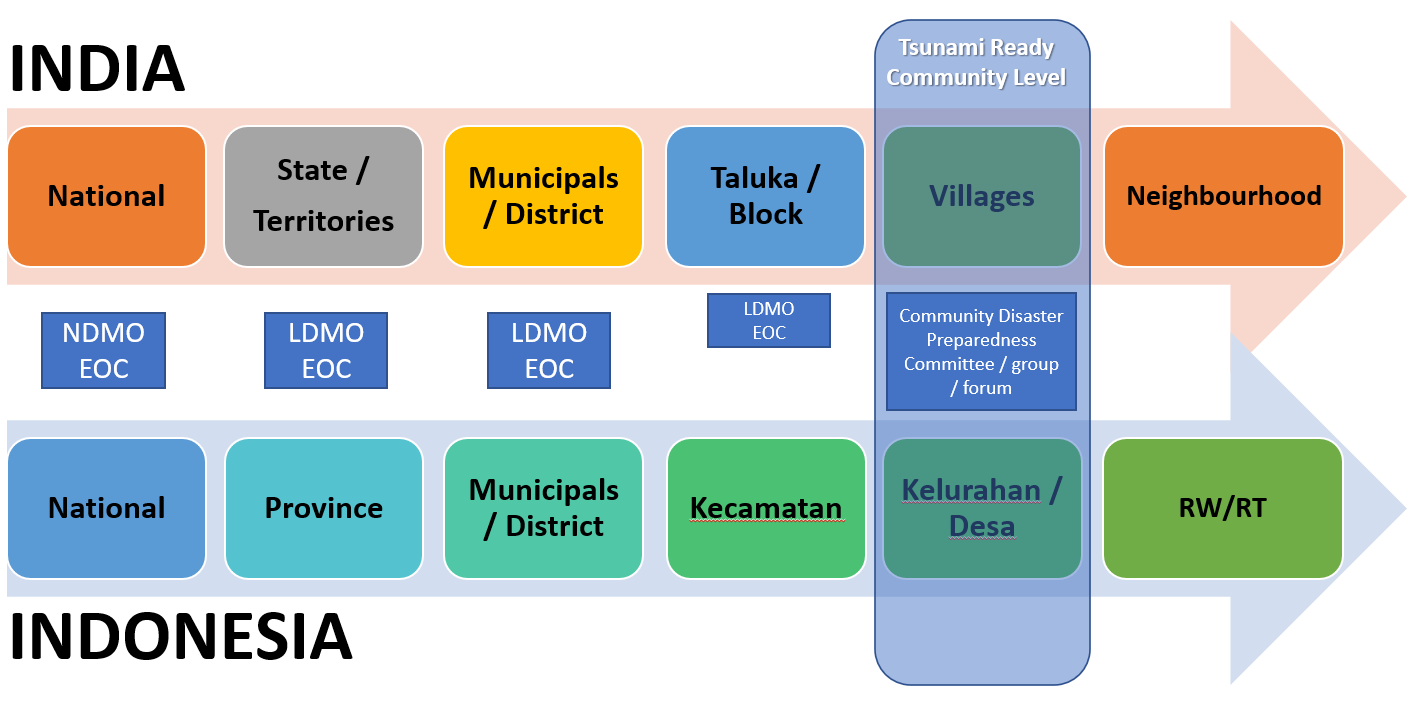 INDIA
Tsunami Ready
Community Level
National
State /
Territories
Municipals
/ District
Taluka /
Block
Villages
Neighbourhood
NDMO
EOC
LDMO
EOC
LDMO
EOC
LDMO
EOC
Community Disaster
Preparedness
Committee / group
/ forum
National
Province
Municipals
/ District
Kecamatan
Kelurahan /
Desa
RW/RT
INDONESIA